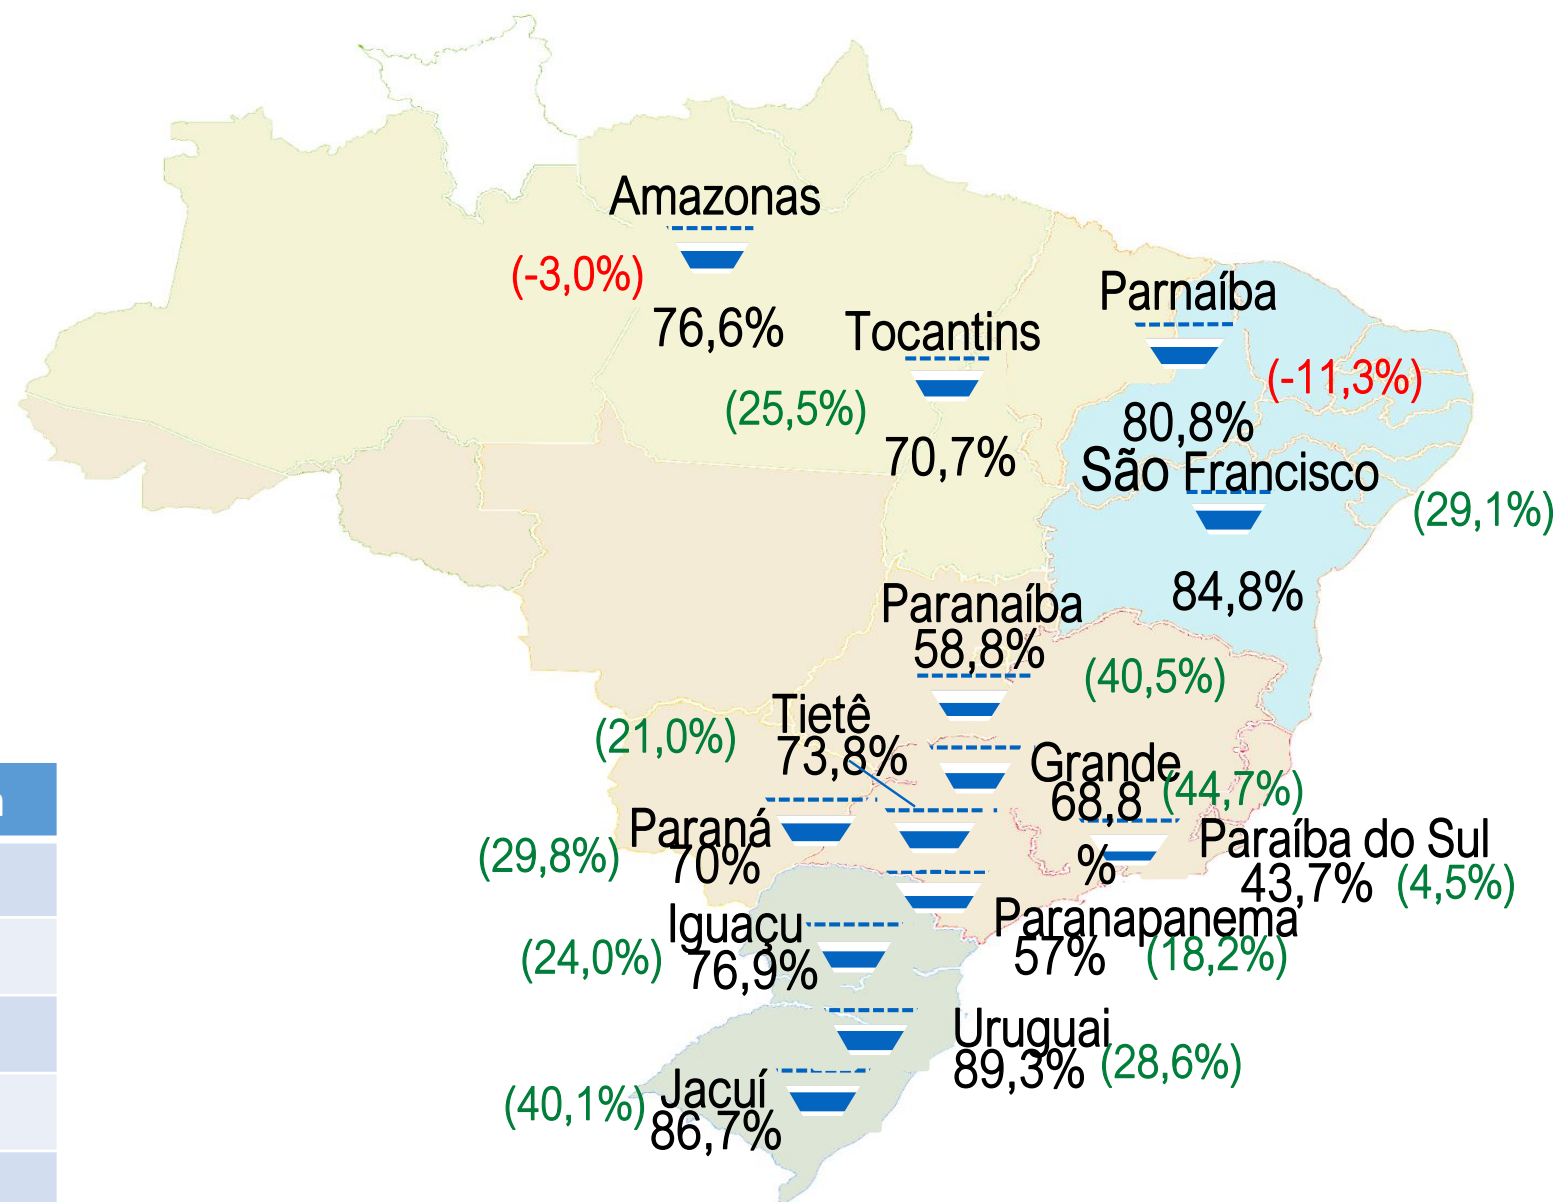 Amazonas
(-3,0%)
76,6%
Tocantins
(25,5%)
70,7%
Parnaíba
(-11,3%)
80,8%
São Francisco
(29,1%)
84,8%
Paranaíba
58,8%
(40,5%)
Tietê
73,8%
(21,0%)
Grande
68,8
%
(44,7%)
Paraná
70%
(29,8%)
Paraíba do Sul
43,7% (4,5%)
Iguaçu
76,9%
(24,0%)
Paranapanema
57% (18,2%)
Uruguai
89,3% (28,6%)
Jacuí
86,7%
(40,1%)